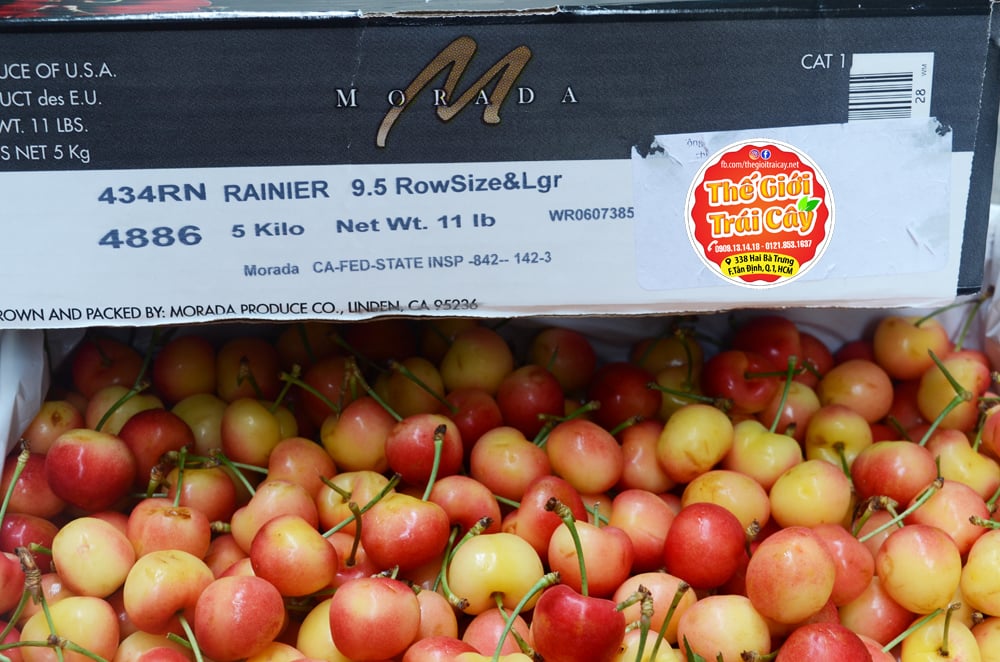 UCE OF U.S.A.
UCT des E.U.
WT. 11 LBS.
S NET 5 Kg
MORADA
CAT 1
28
WM
434RN RAINIER 9.5 RowSize&Lgr
4886 5 Kilo Net Wt. 11 lb WR0607385
Morada CA-FED-STATE INSP -842-- 142-3
ROWN AND PACKED BY: MORADA PRODUCE CO., LINDEN, CA 95236
fb.com/thegioitraicay.net
Thế Giới
Trái Cây
0908.13.14.18 - 0121.853.1637
338 Hai Bà Trưng
F.Tân Định, Q.1, HCM